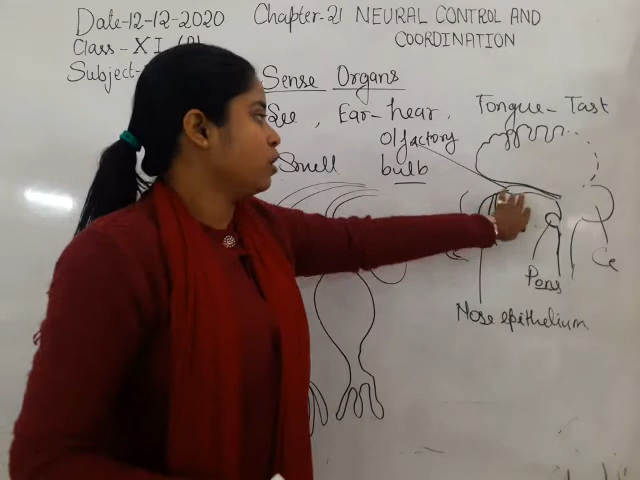 Date-12-12-2020 Chapter-21 NEURAL CONTROL AND
Class-XI COORDINATION
Subject-
Sense Organs
See, Ear-hear, Tongue-Tast
Olfactory
Smell bulb
Ce
Pons
Nose epithelium